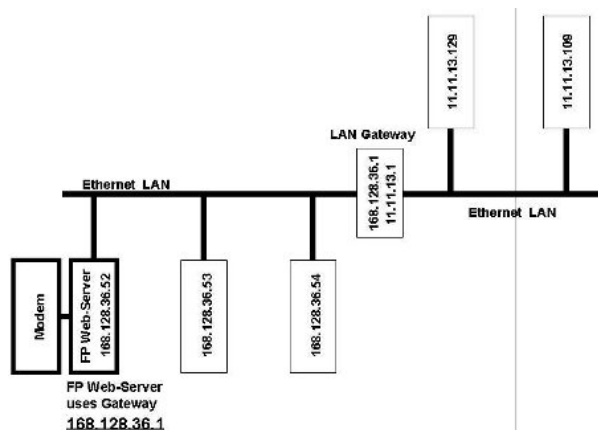 11.11.13.129
11.11.13.109
LAN Gateway
168.128.36.1
11.11.13.1
Ethernet LAN
Ethernet LAN
Modem
FP Web-Server
168.128.36.52
168.128.36.53
168.128.36.54
FP Web-Server
uses Gateway
168.128.36.1